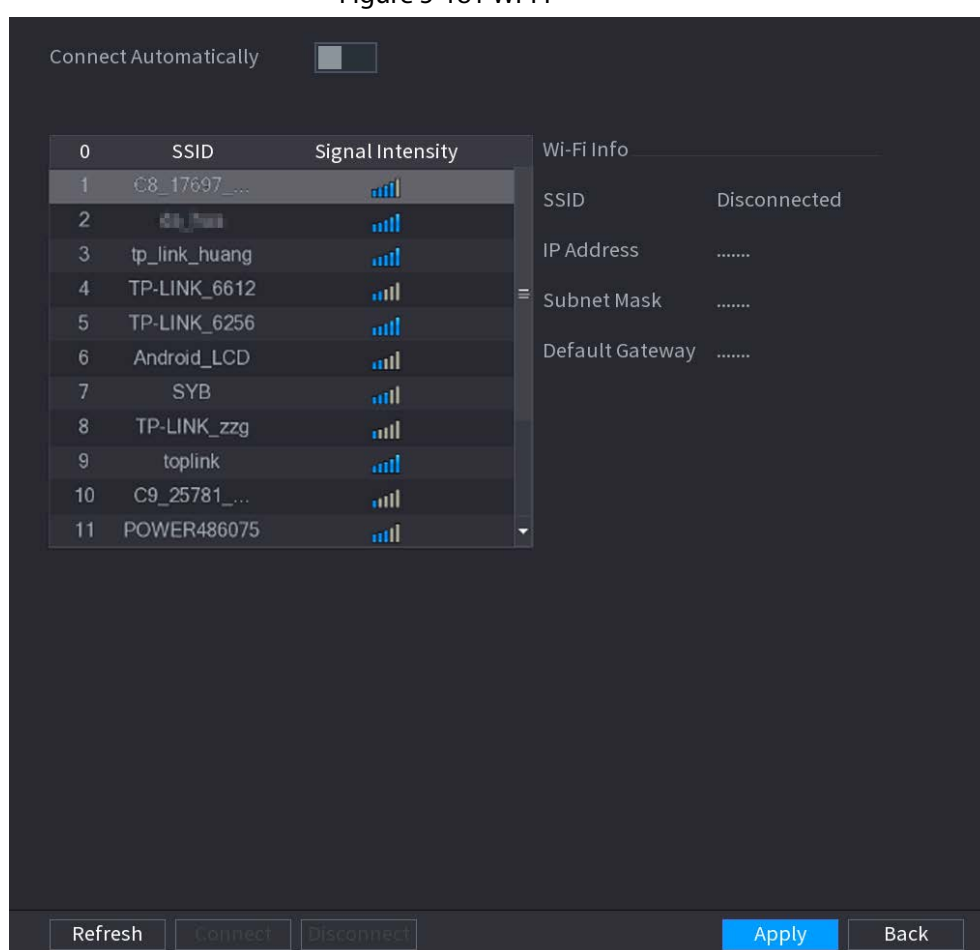 Connect Automatically
0 SSID Signal Intensity
1 C8_17697_...
2
3 tp_link_huang
4 TP-LINK_6612
5 TP-LINK_6256
6 Android_LCD
7 SYB
8 TP-LINK_zzg
9 toplink
10 C9_25781_...
11 POWER486075
Wi-Fi Info
SSID Disconnected
IP Address .......
Subnet Mask .......
Default Gateway .......
Refresh Connect Disconnect Apply Back